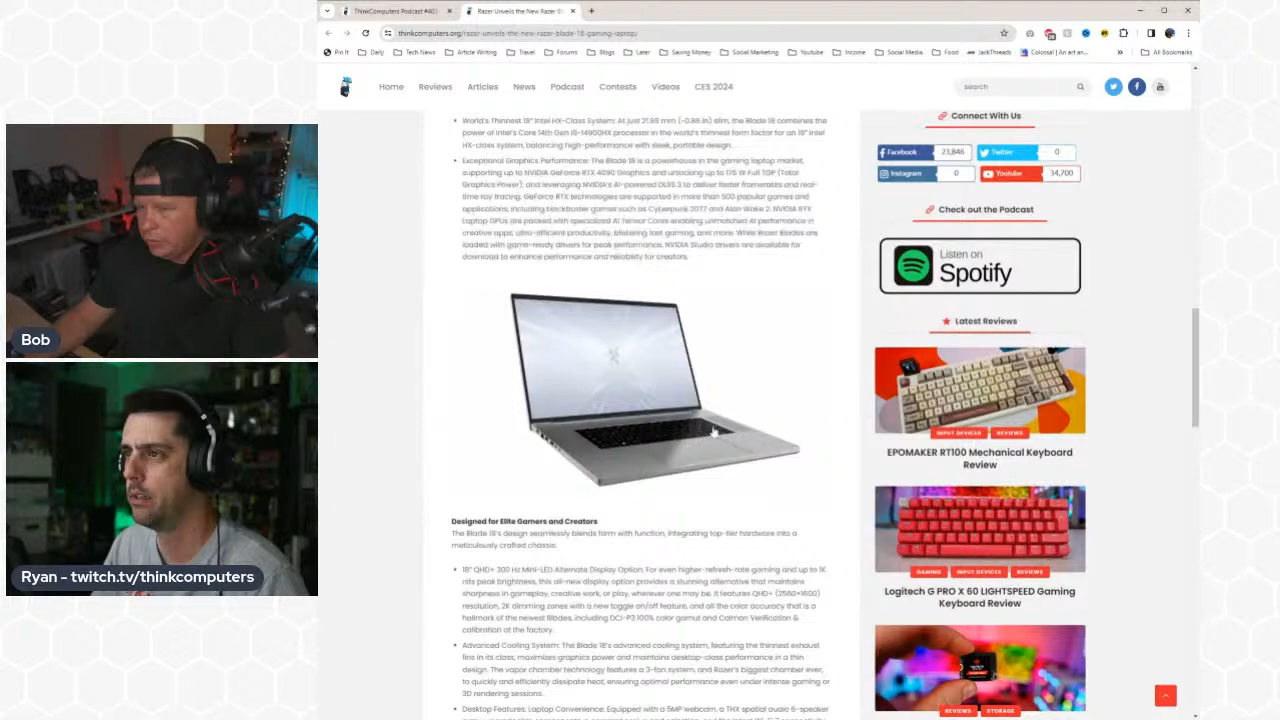 ThinkComputers Podcast #403
Razer Unveils the New Razer Bl
thinkcomputers.org/razer-unveils-the-new-razer-blade-18-gaming-laptop/
Pin It
Daily
Tech News
Article Writing
Travel
Forums
Blogs
Later
Saving Money
Social Marketing
Youtube
Income
Social Media
Food
JackThreads
Colossal | An art an...
All Bookmarks
Home
Reviews
Articles
News
Podcast
Contests
Videos
CES 2024
search
World's Thinnest 18" Intel HX-Class System: At just 21.99 mm (~0.86 in) slim, the Blade 18 combines the
power of Intel's Core 14th Gen i9-14900HX processor in the world's thinnest form factor for an 18" Intel
HX-class system, balancing high-performance with sleek, portable design.
Exceptional Graphics Performance: The Blade 18 is a powerhouse in the gaming laptop market,
supporting up to NVIDIA GeForce RTX 4090 Graphics and unlocking up to 175 W Full TGP (Total
Graphics Power), and leveraging NVIDIA's AI-powered DLSS 3 to deliver faster framerates and real-
time ray tracing. GeForce RTX technologies are supported in more than 500 popular games and
applications, including blockbuster games such as Cyberpunk 2077 and Alan Wake 2. NVIDIA RTX
Laptop GPUs are packed with specialized AI Tensor Cores enabling unmatched AI performance in
creative apps, ultra-efficient productivity, blistering fast gaming, and more. While Razer Blades are
loaded with game-ready drivers for peak performance, NVIDIA Studio drivers are available for
download to enhance performance and reliability for creators.
Designed for Elite Gamers and Creators
The Blade 18's design seamlessly blends form with function, integrating top-tier hardware into a
meticulously crafted chassis:
18" QHD+ 300 Hz Mini-LED Alternate Display Option: For even higher-refresh-rate gaming and up to 1K
nits peak brightness, this all-new display option provides a stunning alternative that maintains
sharpness in gameplay, creative work, or play, wherever one may be. It features QHD+ (2560×1600)
resolution, 2K dimming zones with a new toggle on/off feature, and all the color accuracy that is a
hallmark of the newest Blades, including DCI-P3 100% color gamut and Calman Verification &
calibration at the factory.
Advanced Cooling System: The Blade 18's advanced cooling system, featuring the thinnest exhaust
fins in its class, maximizes graphics power and maintains desktop-class performance in a thin
design. The vapor chamber technology features a 3-fan system, and Razer's biggest chamber ever,
to quickly and efficiently dissipate heat, ensuring optimal performance even under intense gaming or
3D rendering sessions.
Desktop Features, Laptop Convenience: Equipped with a 5MP webcam, a THX spatial audio 6-speaker
Connect With Us
Facebook 23,846
Twitter 0
Instagram 0
Youtube 34,700
Check out the Podcast
Listen on
Spotify
Latest Reviews
INPUT DEVICES
REVIEWS
EPOMAKER RT100 Mechanical Keyboard
Review
GAMING
INPUT DEVICES
REVIEWS
Logitech G PRO X 60 LIGHTSPEED Gaming
Keyboard Review
REVIEWS
STORAGE
Bob
Ryan - twitch.tv/thinkcomputers